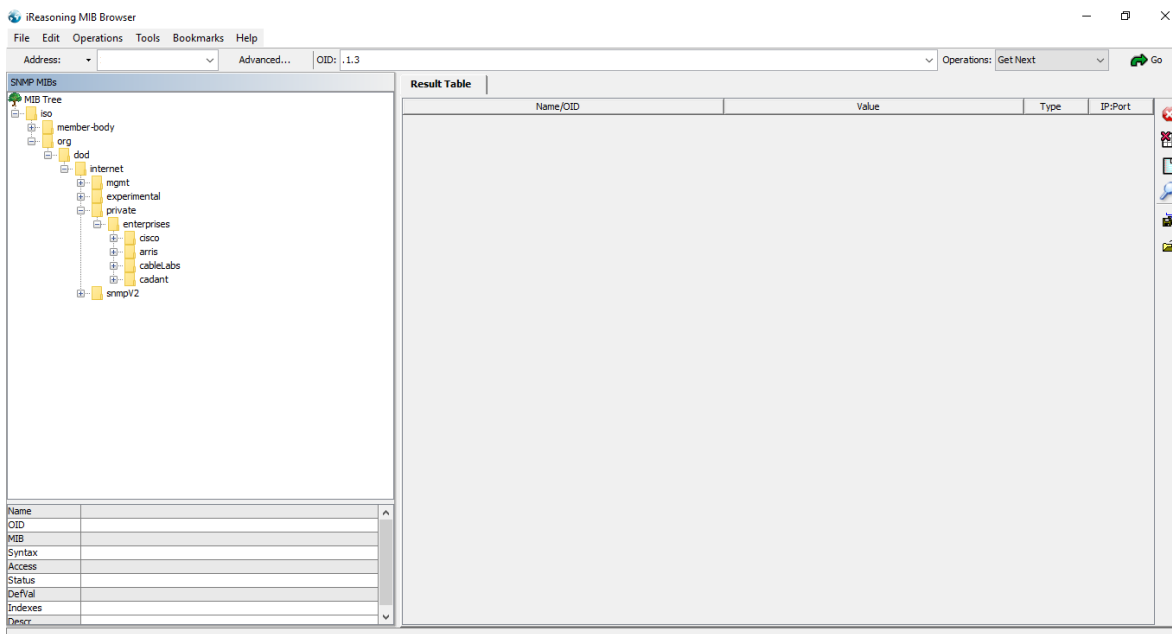 iReasoning MIB Browser
File Edit Operations Tools Bookmarks Help
Address: Advanced... OID: .1.3 Operations: Get Next Go
SNMP MIBs
Result Table
MIB Tree
Name/OID Value Type IP:Port
iso
member-body
org
dod
internet
mgmt
experimental
private
enterprises
cisco
arris
cableLabs
cadant
snmpV2
Name
OID
MIB
Syntax
Access
Status
DefVal
Indexes
Descr